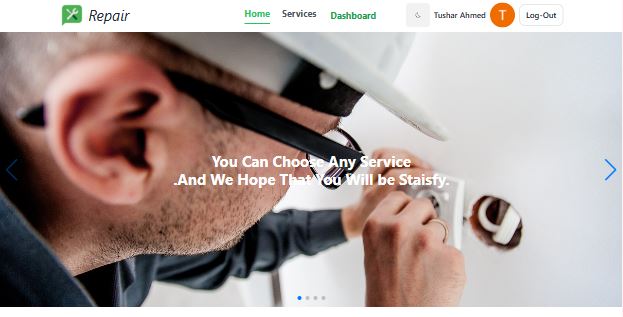 Repair
Home Services Dashboard
Tushar Ahmed T Log-Out
You Can Choose Any Service
.And We Hope That You Will be Staisfy.